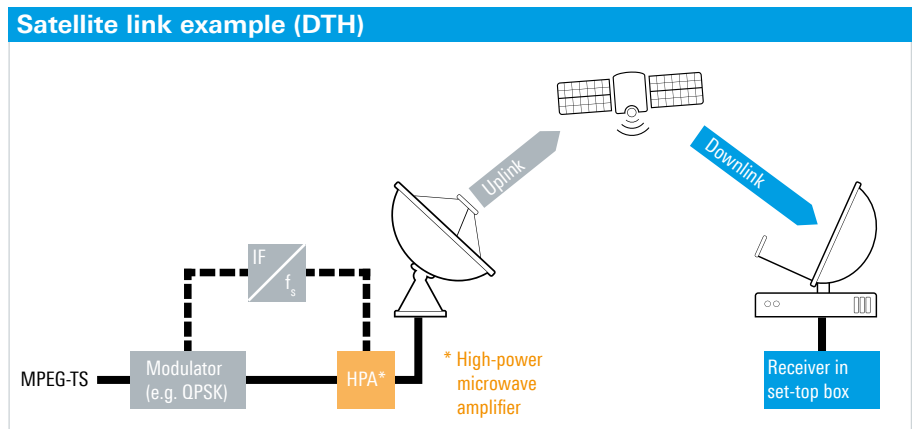 Satellite link example (DTH)
Uplink
Downlink
IF
fs
MPEG-TS
Modulator
(e.g. QPSK)
HPA*
* High-power
microwave
amplifier
Receiver in
set-top box